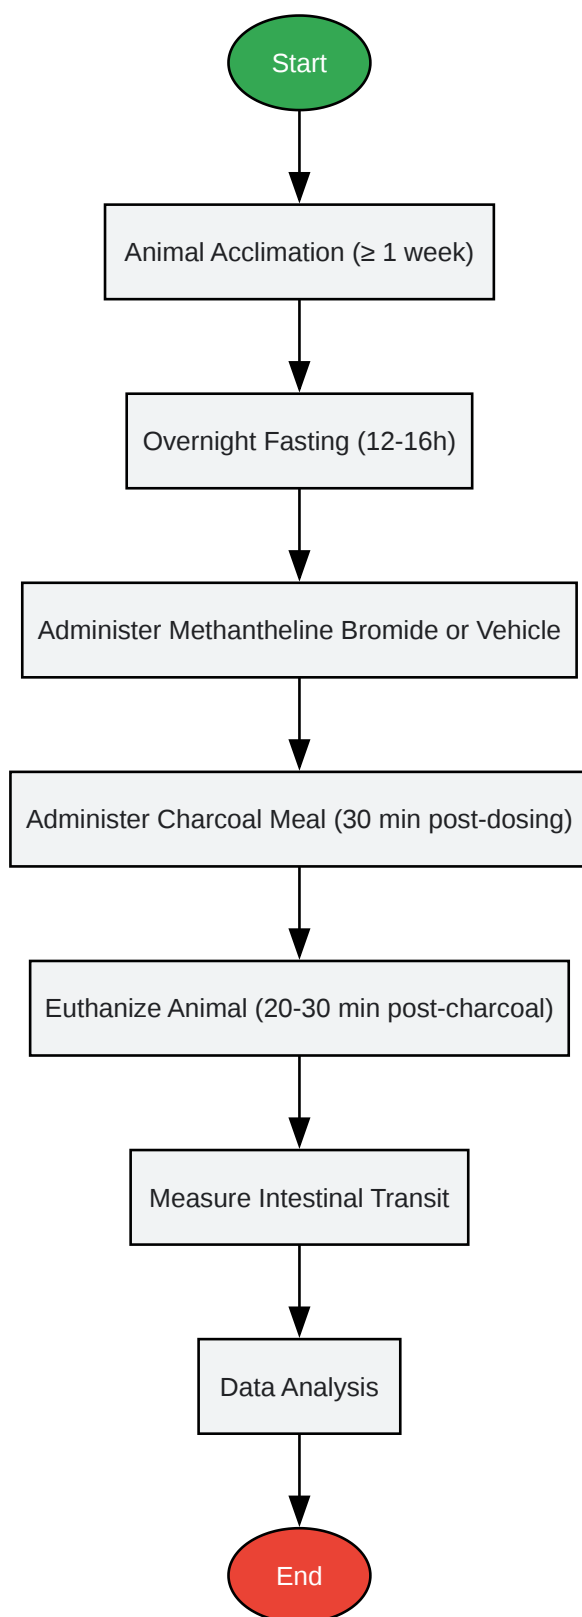 Start
Animal Acclimation (≥ 1 week)
Overnight Fasting (12-16h)
Administer Methantheline Bromide or Vehicle
Administer Charcoal Meal (30 min post-dosing)
Euthanize Animal (20-30 min post-charcoal)
Measure Intestinal Transit
Data Analysis
End